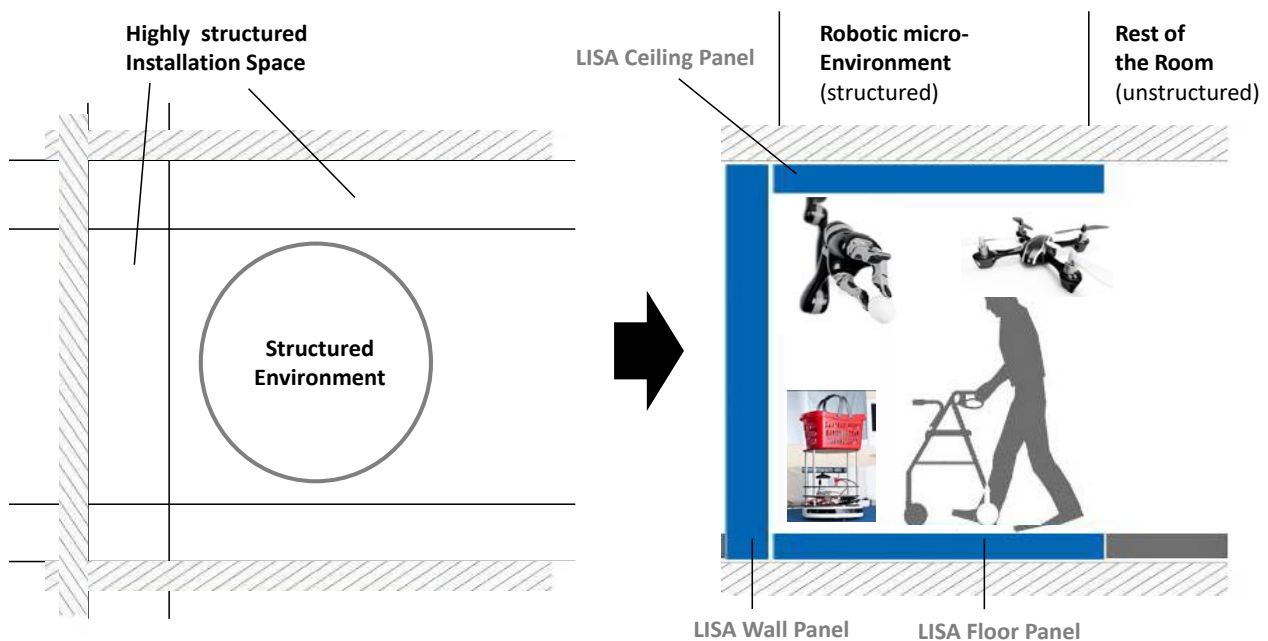 Highly structured
Installation Space
Structured
Environment
LISA Ceiling Panel
Robotic micro-
Environment
(structured)
Rest of
the Room
(unstructured)
LISA Wall Panel
LISA Floor Panel